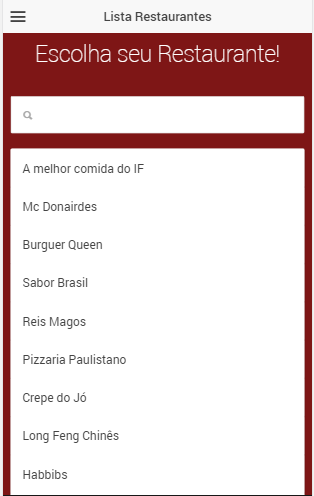 Lista Restaurantes
Escolha seu Restaurante!
A melhor comida do IF
Mc Donairdes
Burguer Queen
Sabor Brasil
Reis Magos
Pizzaria Paulistano
Crepe do Jó
Long Feng Chinês
Habbibs